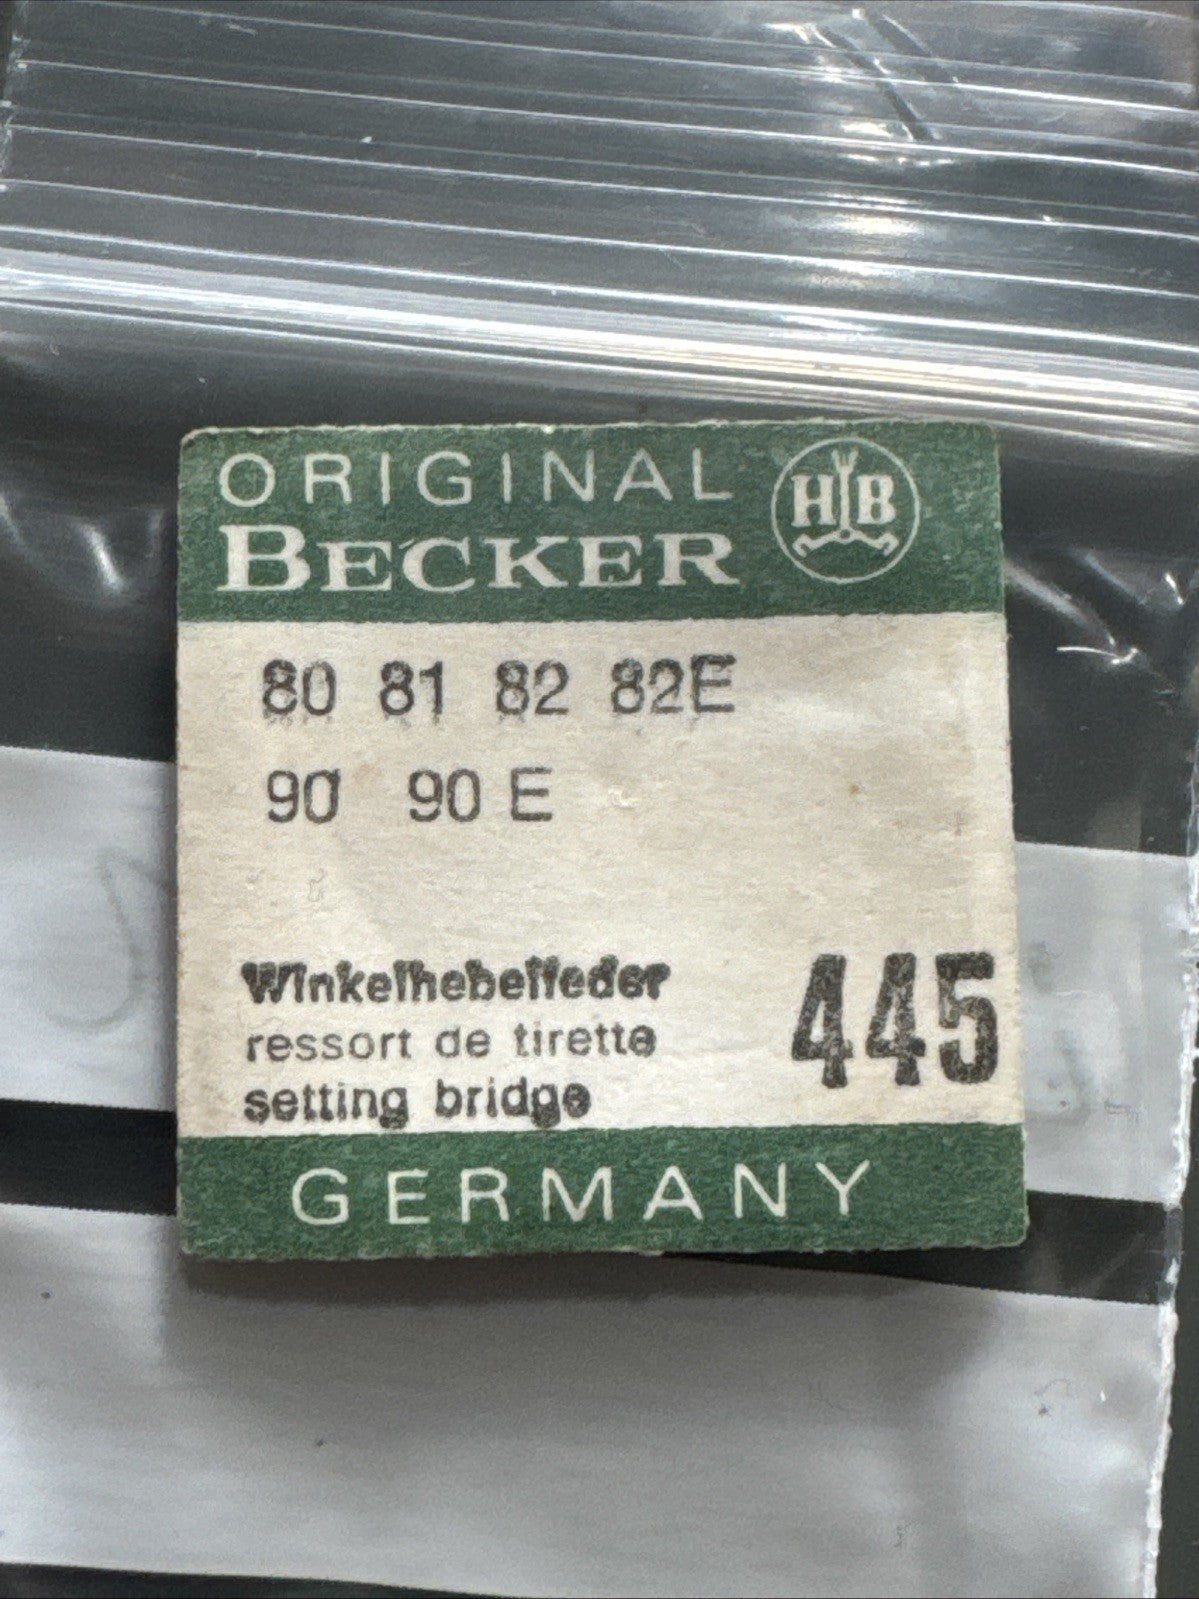 ORIGINAL
BECKER
HB
80 81 82 82E
90 90 E
Winkelhebelfeder
ressort de tirette
setting bridge
445
GERMANY